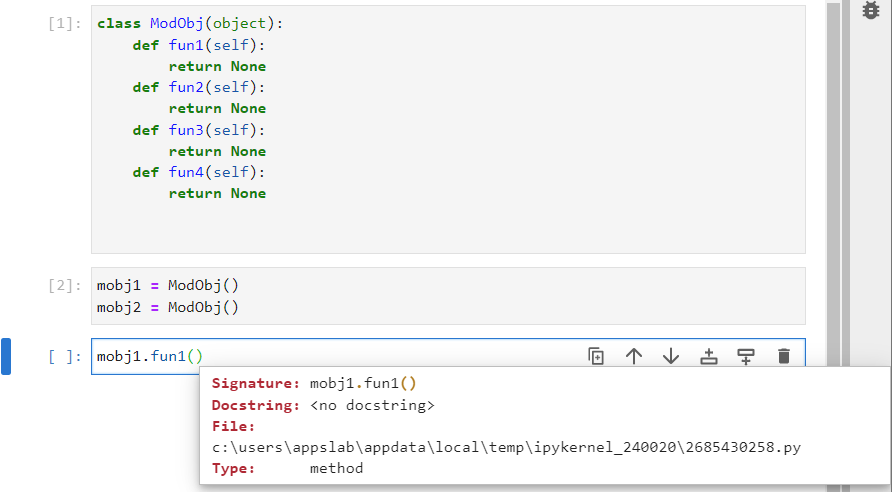 [1]: class ModObj(object):
    def fun1(self):
        return None
    def fun2(self):
        return None
    def fun3(self):
        return None
    def fun4(self):
        return None
[2]: mobj1 = ModObj()
mobj2 = ModObj()
[ ]: mobj1.fun1()
Signature: mobj1.fun1()
Docstring: <no docstring>
File:
c:\users\appslab\appdata\local\temp\ipykernel_240020\2685430258.py
Type:      method